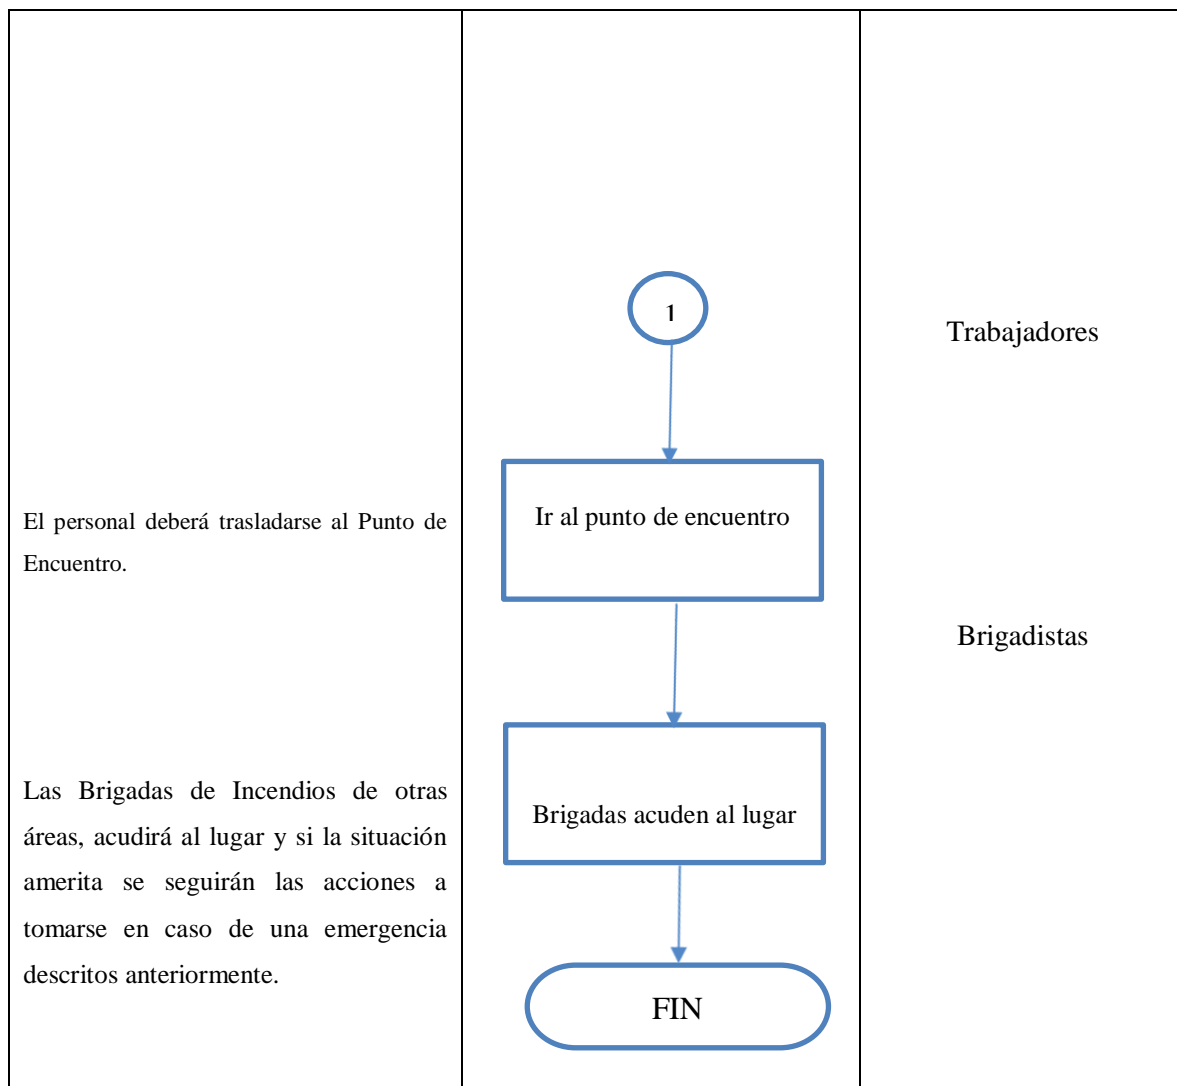 1
Trabajadores
El personal deberá trasladarse al Punto de
Encuentro.
Ir al punto de encuentro
Brigadistas
Las Brigadas de Incendios de otras
áreas, acudirá al lugar y si la situación
amerita se seguirán las acciones a
tomarse en caso de una emergencia
descritos anteriormente.
Brigadas acuden al lugar
FIN